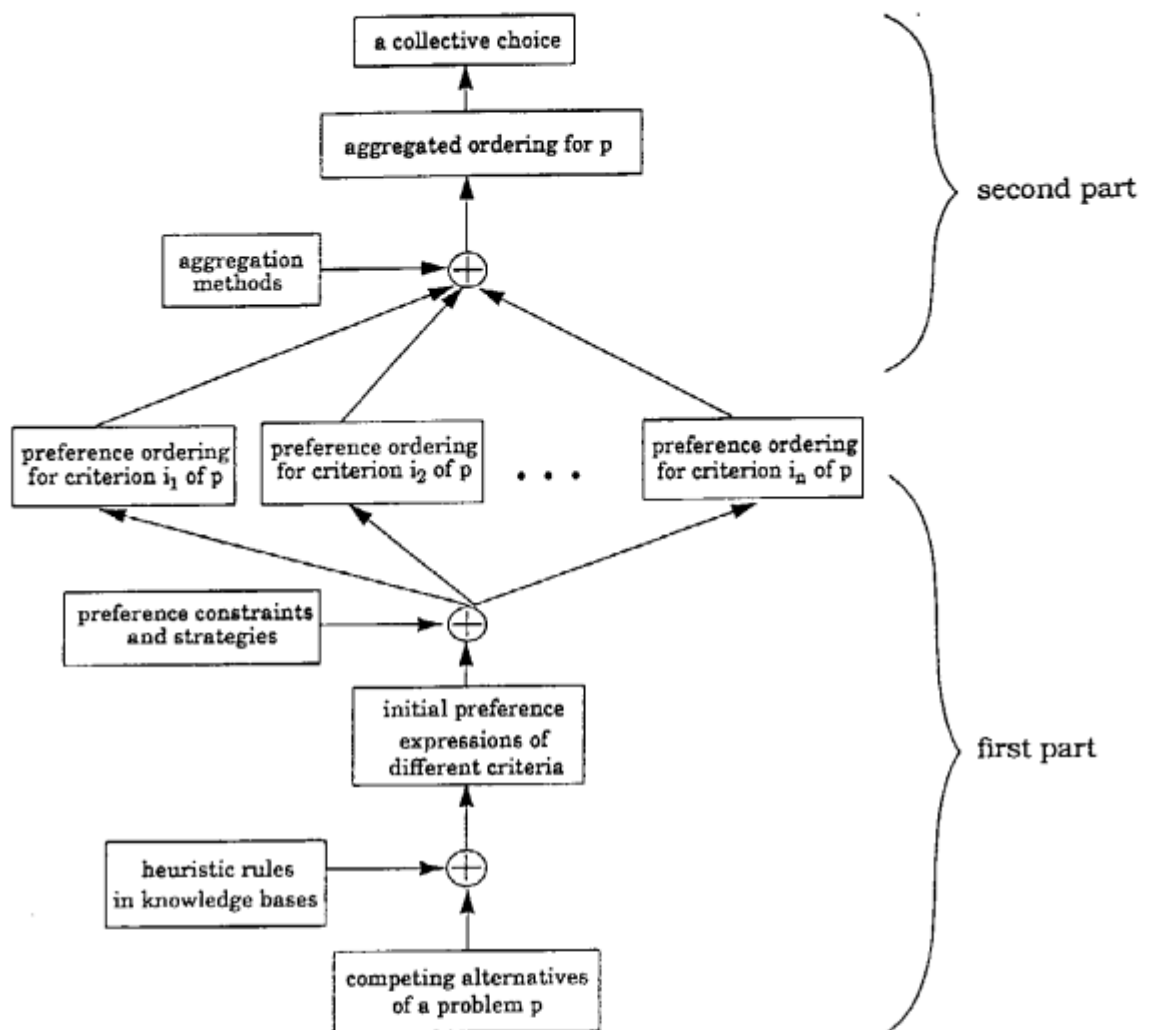 a collective choice
aggregated ordering for p
second part
aggregation
methods
preference ordering
for criterion i₁ of p
preference ordering
for criterion i₂ of p
• • •
preference ordering
for criterion iₙ of p
preference constraints
and strategies
initial preference
expressions of
different criteria
first part
heuristic rules
in knowledge bases
competing alternatives
of a problem p